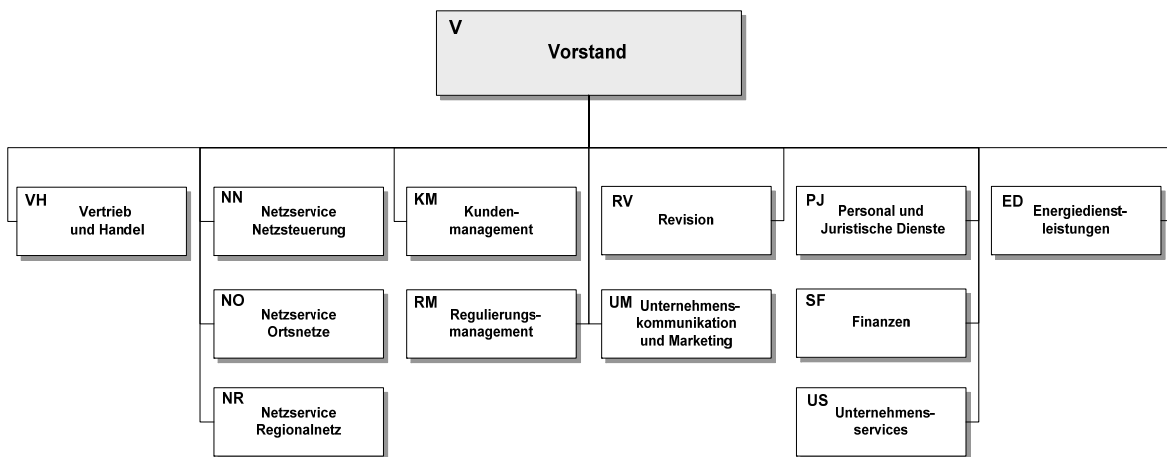 V
Vorstand
VH
Vertrieb
und Handel
NN
Netzservice
Netzsteuerung
KM
Kunden-
management
RV
Revision
PJ
Personal und
Juristische Dienste
ED
Energiedienst-
leistungen
NO
Netzservice
Ortsnetze
RM
Regulierungs-
management
UM
Unternehmens-
kommunikation
und Marketing
SF
Finanzen
NR
Netzservice
Regionalnetz
US
Unternehmens-
services